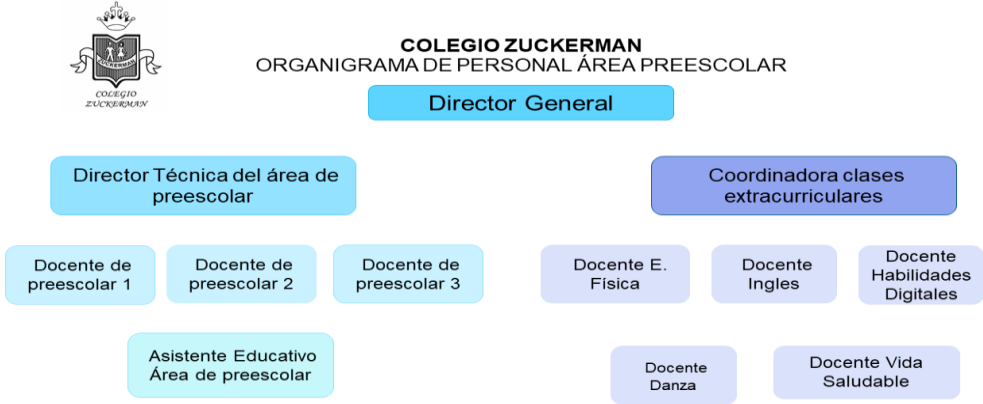 ZUCKERMAN
COLEGIO
ZUCKERMAN
COLEGIO ZUCKERMAN
ORGANIGRAMA DE PERSONAL ÁREA PREESCOLAR
Director General
Director Técnica del área de
preescolar
Coordinadora clases
extracurriculares
Docente de
preescolar 1
Docente de
preescolar 2
Docente de
preescolar 3
Docente E.
Física
Docente
Ingles
Docente
Habilidades
Digitales
Asistente Educativo
Área de preescolar
Docente
Danza
Docente Vida
Saludable